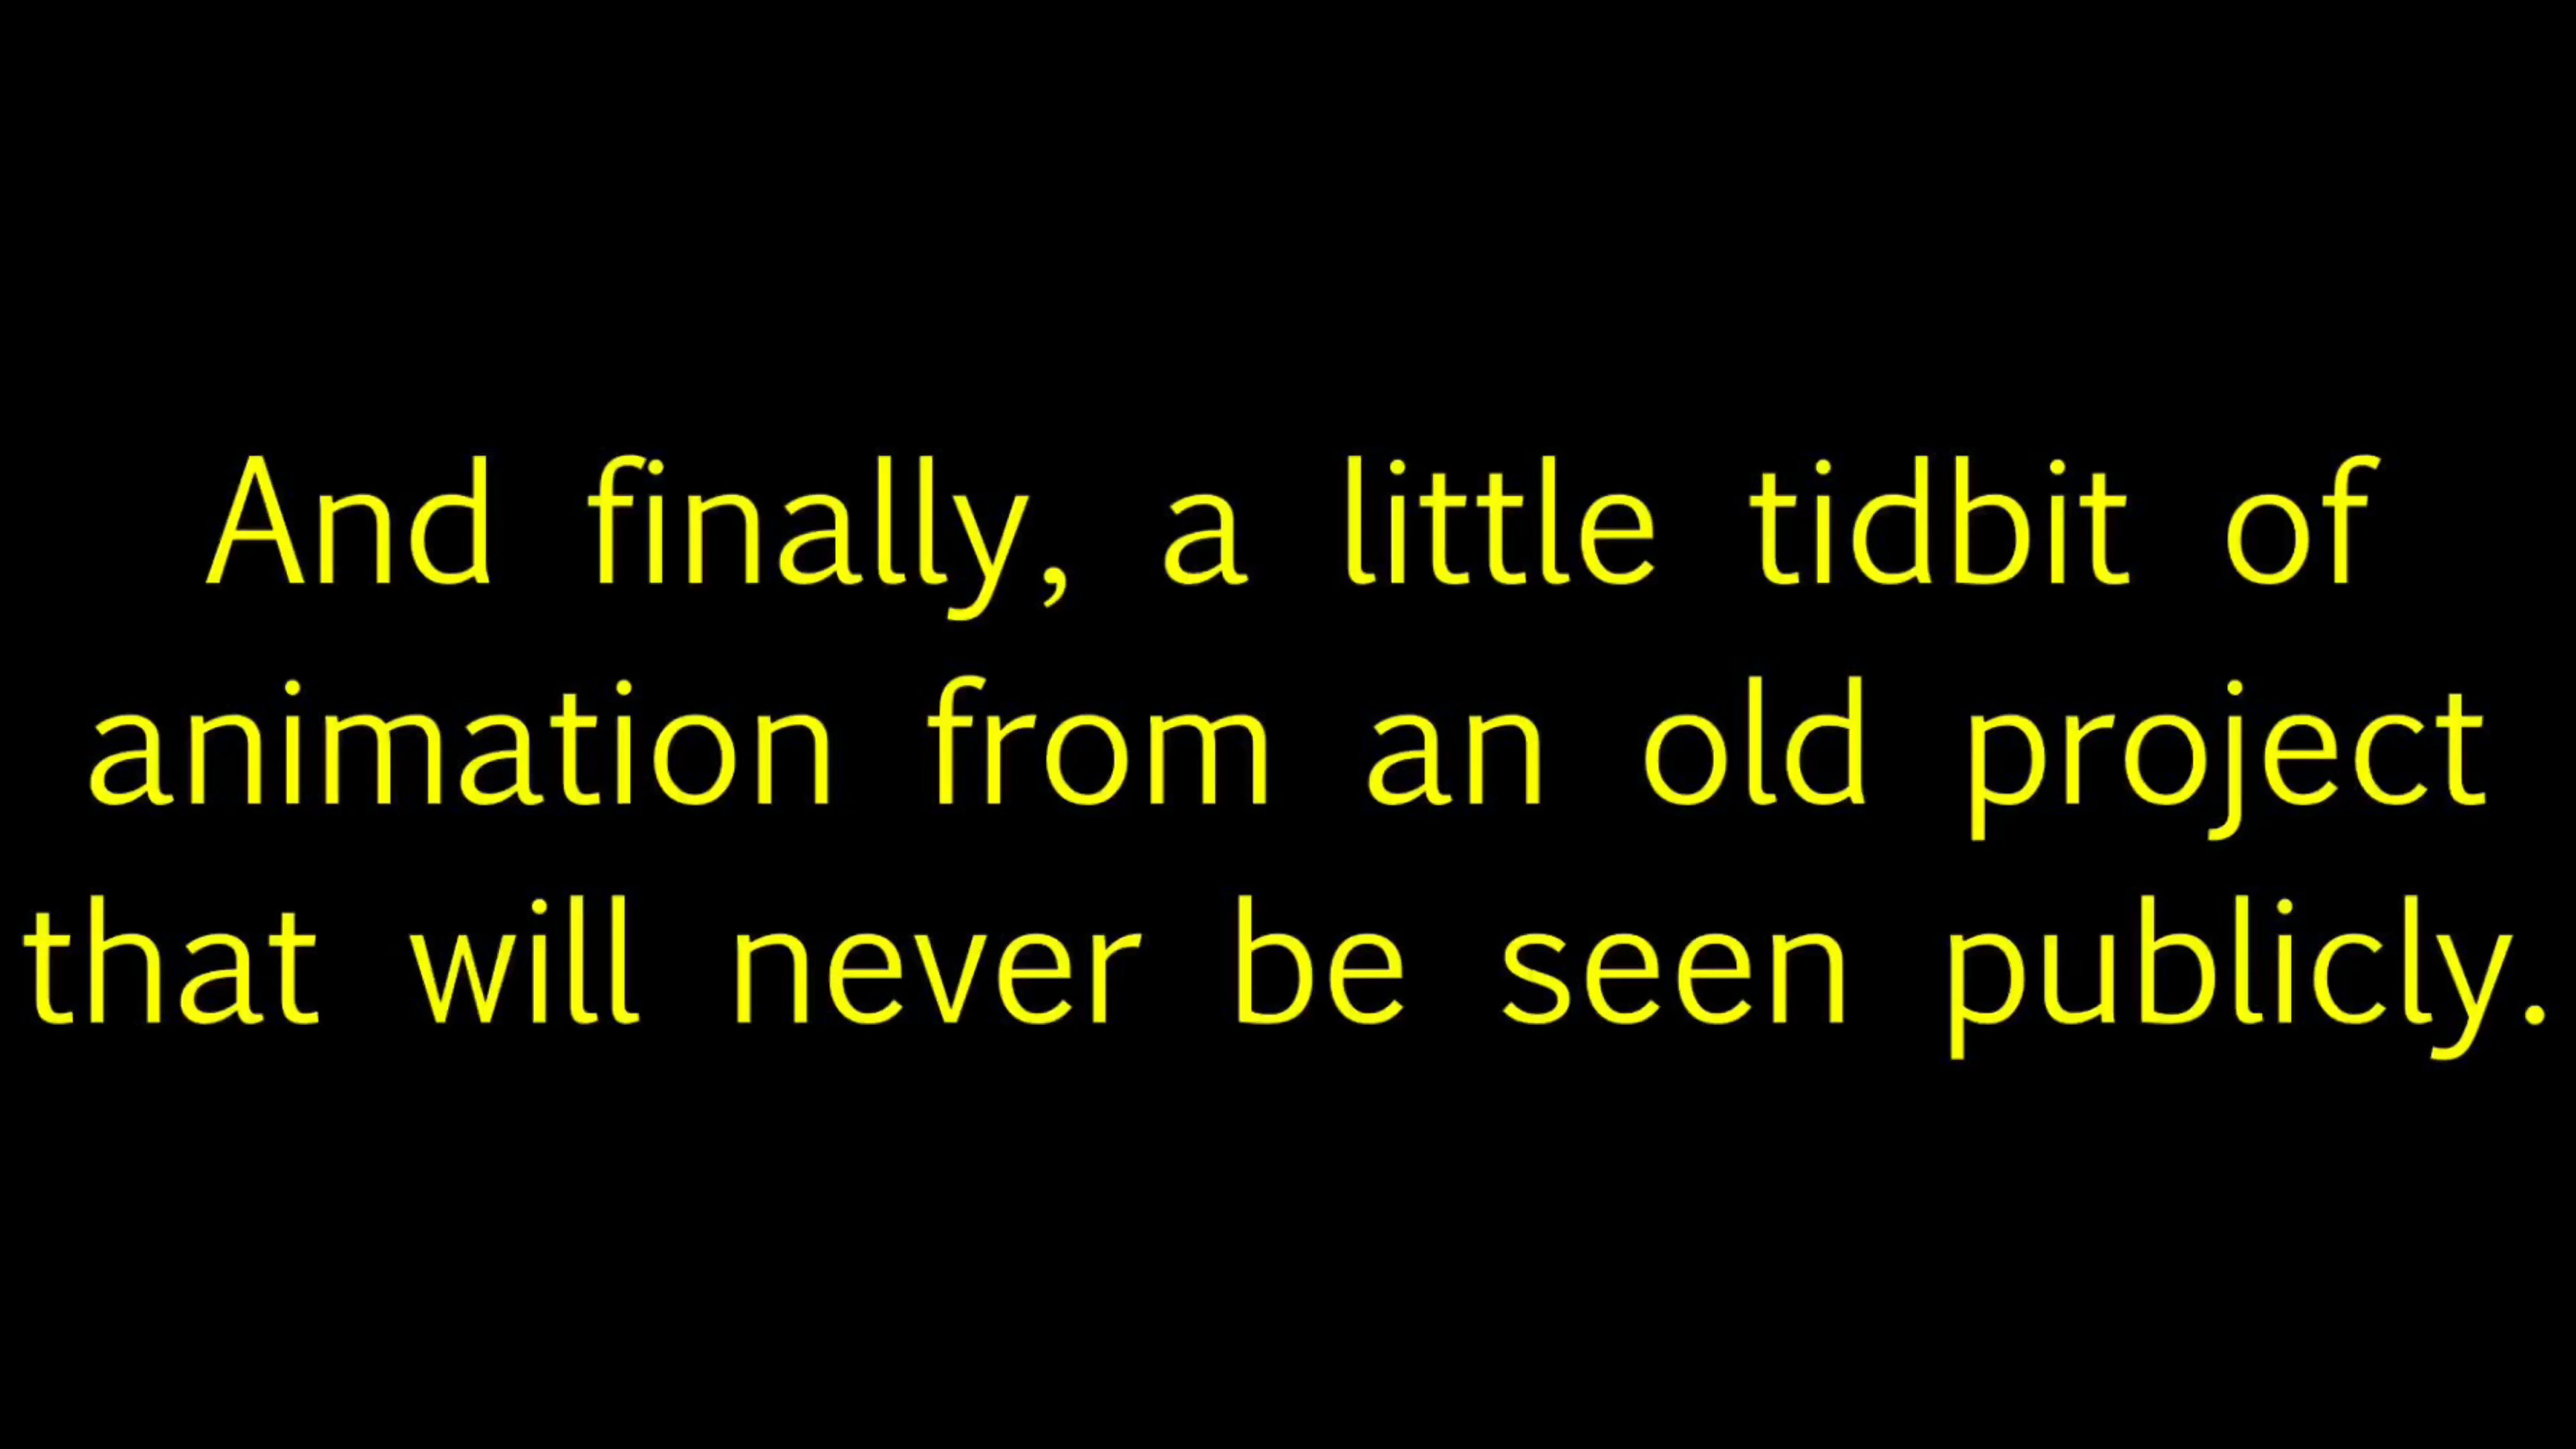 And finally, a little tidbit of
animation from an old project
that will never be seen publicly.